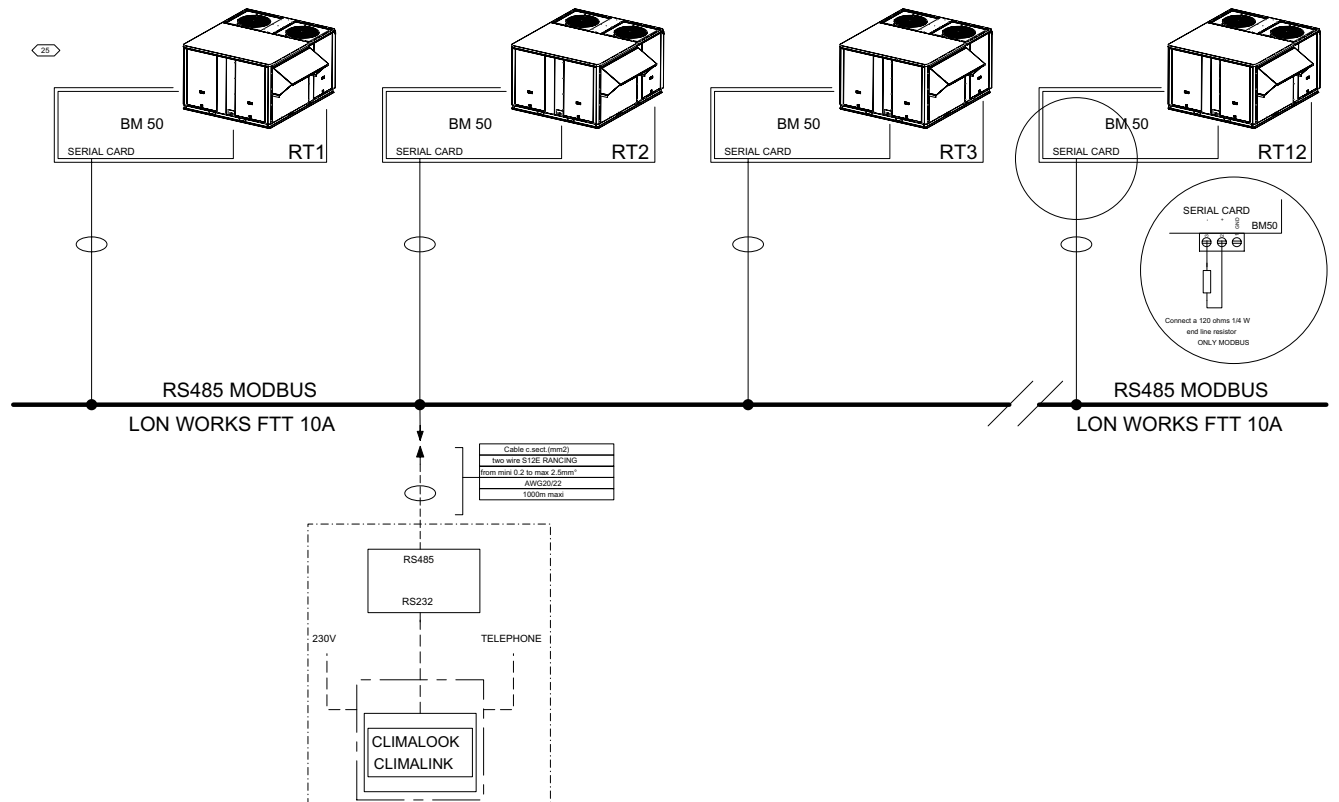 25
BM 50
SERIAL CARD
RT1
BM 50
SERIAL CARD
RT2
BM 50
SERIAL CARD
RT3
BM 50
SERIAL CARD
RT12
SERIAL CARD
- + GND
BM50
Connect a 120 ohms 1/4 W
end line resistor
ONLY MODBUS
RS485 MODBUS
LON WORKS FTT 10A
RS485 MODBUS
LON WORKS FTT 10A
Cable c.sect.(mm2)
two wire S12E RANCING
from mini 0.2 to max 2.5mm°
AWG20/22
1000m maxi
RS485
RS232
230V
TELEPHONE
CLIMALOOK
CLIMALINK